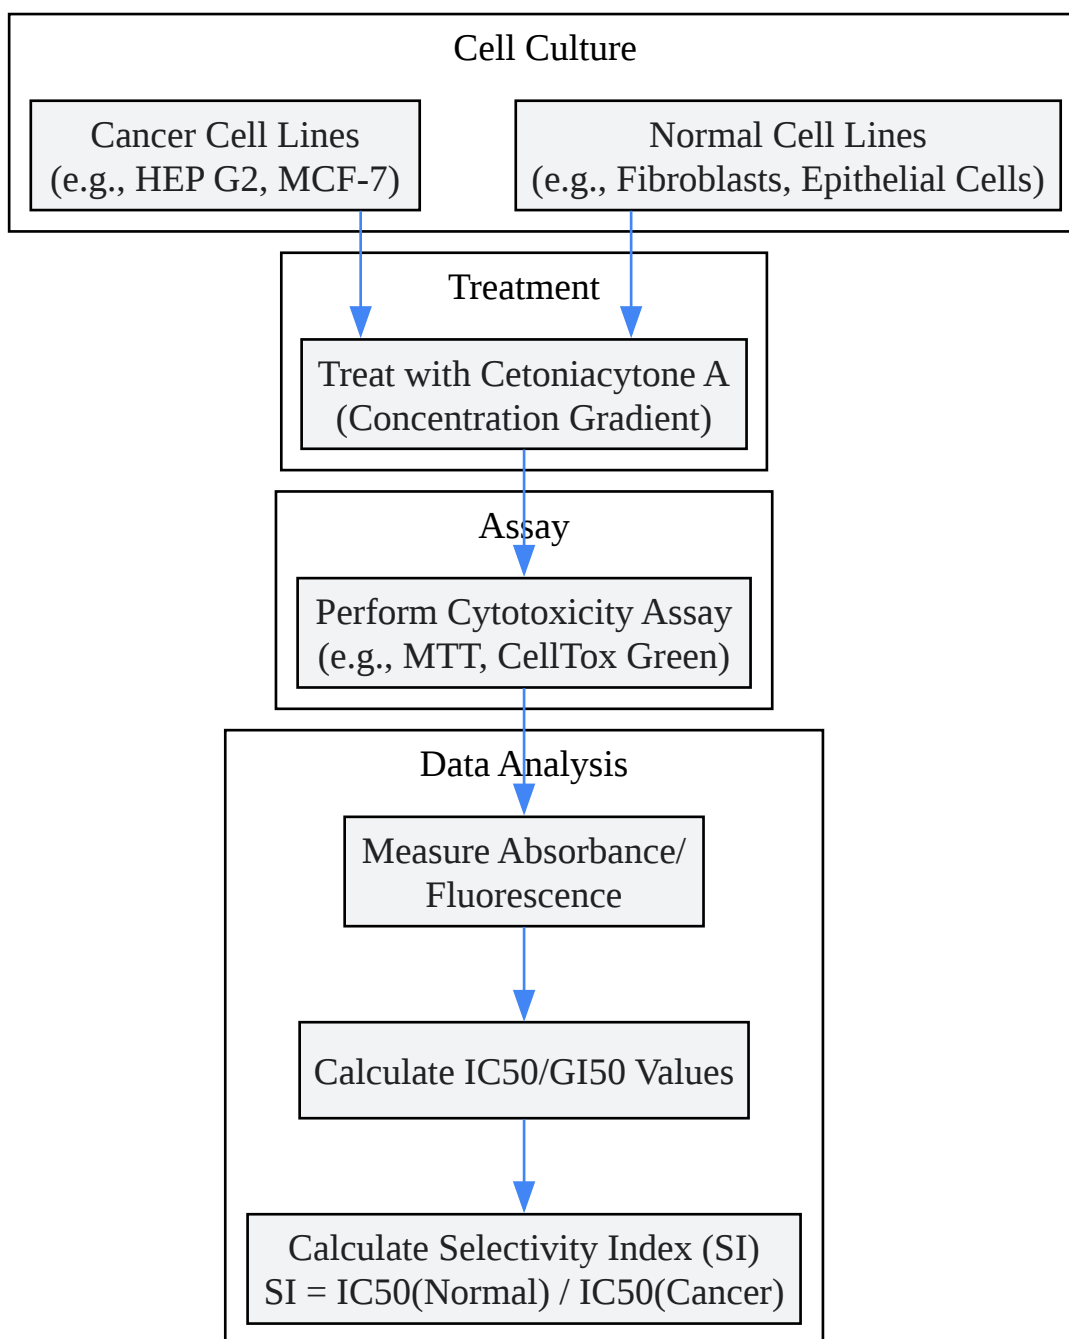 Cell Culture
Cancer Cell Lines
(e.g., HEP G2, MCF-7)
Normal Cell Lines
(e.g., Fibroblasts, Epithelial Cells)
Treatment
Treat with Cetoniacytone A
(Concentration Gradient)
Assay
Perform Cytotoxicity Assay
(e.g., MTT, CellTox Green)
Data Analysis
Measure Absorbance/
Fluorescence
Calculate IC50/GI50 Values
Calculate Selectivity Index (SI)
SI = IC50(Normal) / IC50(Cancer)